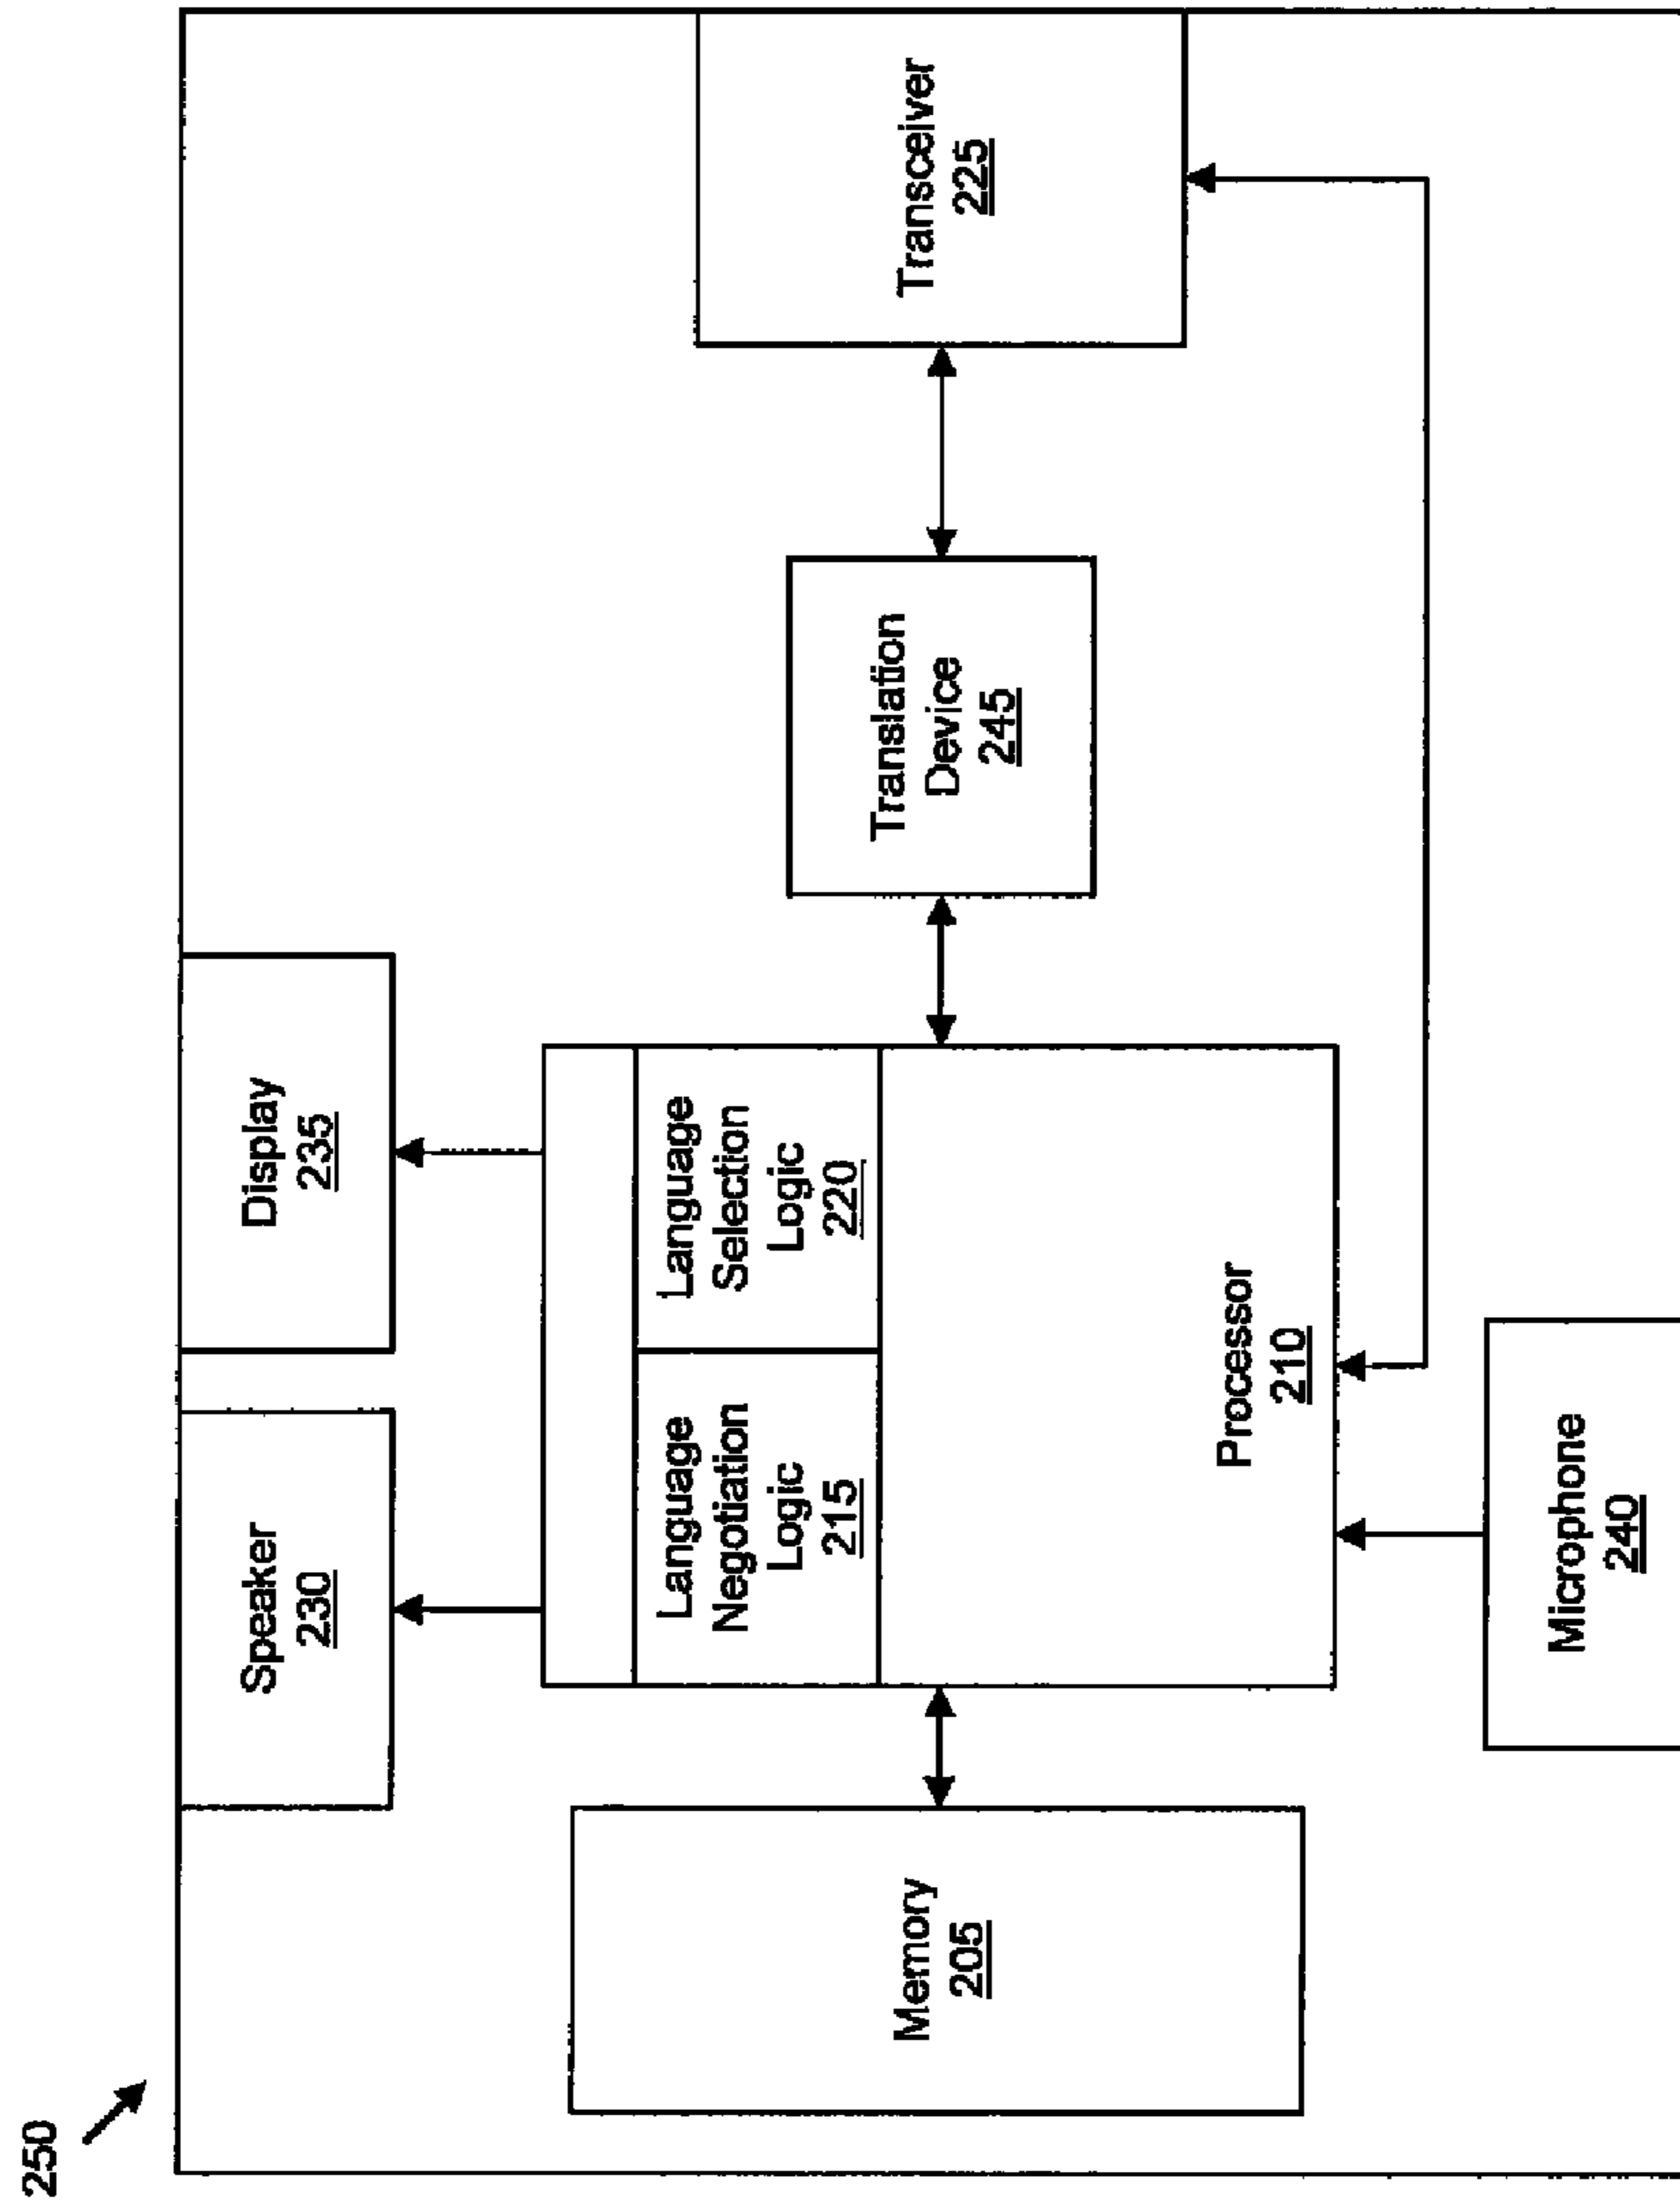 250
Speaker
230
Display
235
Memory
205
Language
Negotiation
Logic
215
Language
Selection
Logic
220
Processor
210
Translation
Device
245
Transceiver
225
Microphone
240